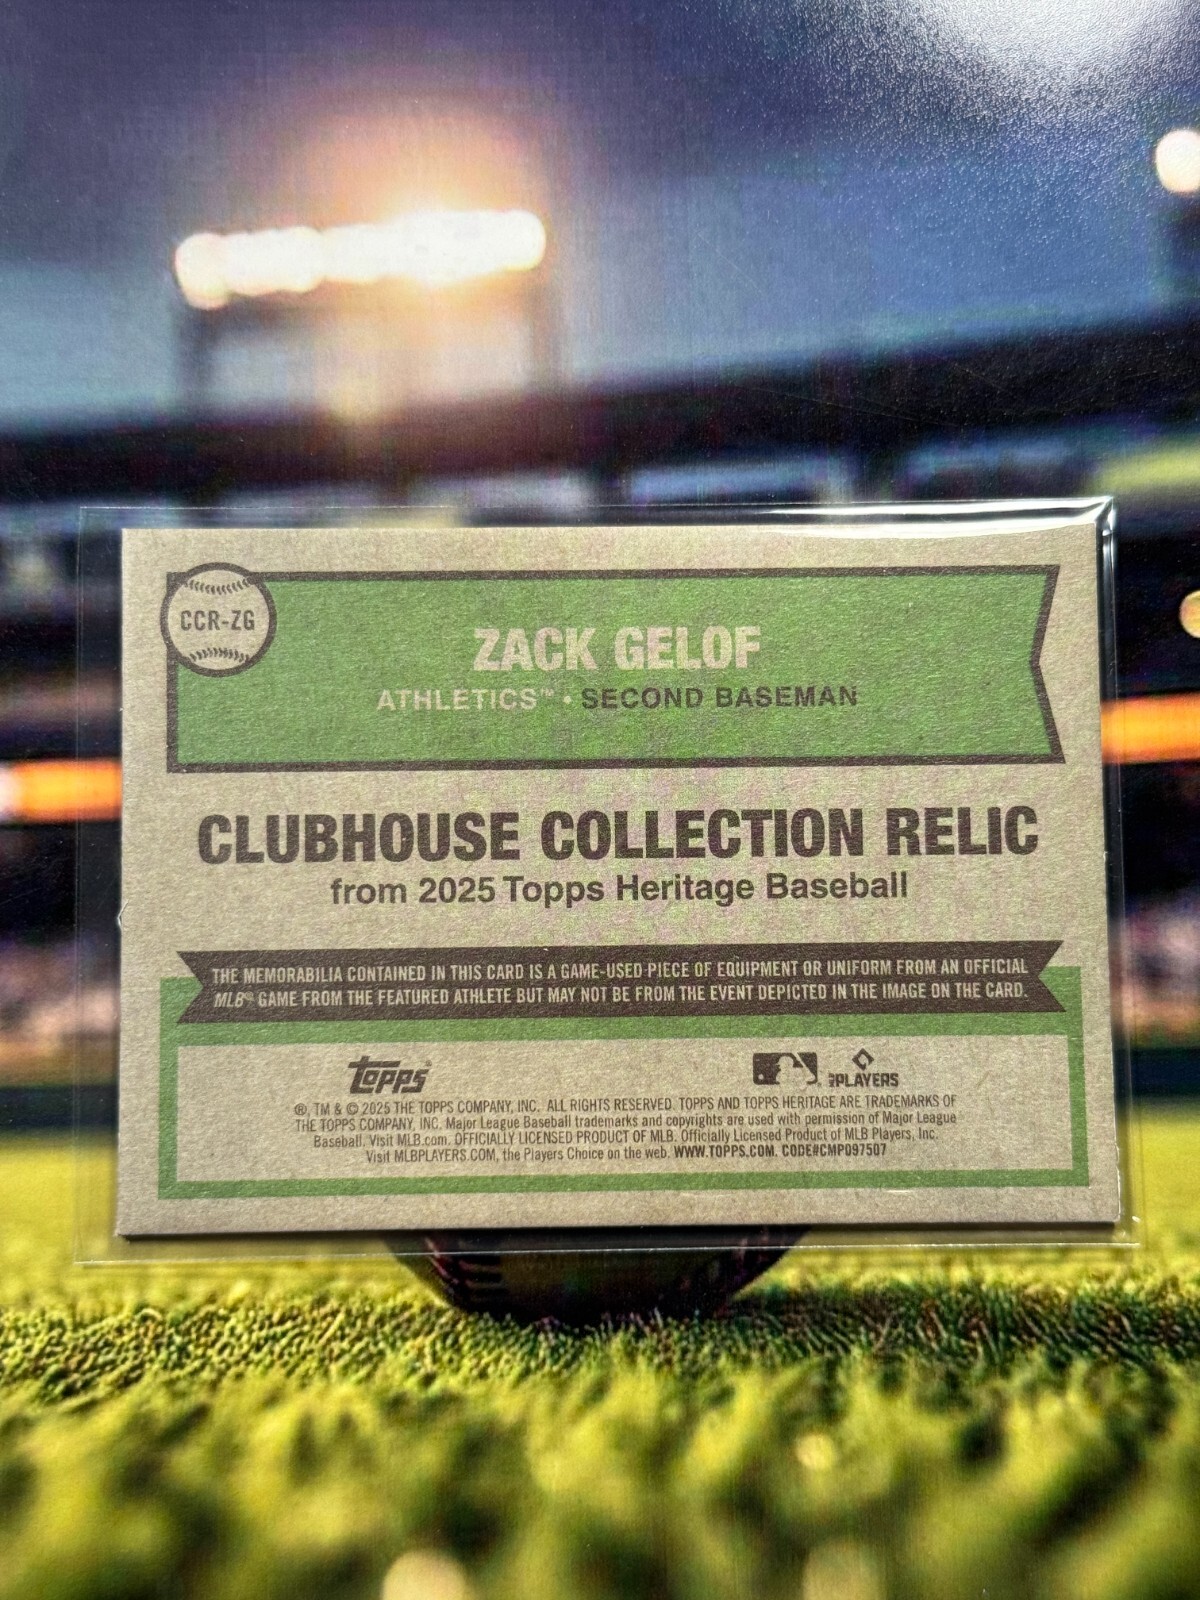 CCR-ZG
ZACK GELOF
ATHLETICS™ • SECOND BASEMAN
CLUBHOUSE COLLECTION RELIC
from 2025 Topps Heritage Baseball
THE MEMORABILIA CONTAINED IN THIS CARD IS A GAME-USED PIECE OF EQUIPMENT OR UNIFORM FROM AN OFFICIAL
MLB® GAME FROM THE FEATURED ATHLETE BUT MAY NOT BE FROM THE EVENT DEPICTED IN THE IMAGE ON THE CARD.
Topps® MLB PLAYERS
®, TM & © 2025 THE TOPPS COMPANY, INC. ALL RIGHTS RESERVED. TOPPS AND TOPPS HERITAGE ARE TRADEMARKS OF
THE TOPPS COMPANY, INC. Major League Baseball trademarks and copyrights are used with permission of Major League
Baseball. Visit MLB.com. OFFICIALLY LICENSED PRODUCT OF MLB. Officially Licensed Product of MLB Players, Inc.
Visit MLBPLAYERS.COM, the Players Choice on the web. WWW.TOPPS.COM. CODE#CMP097507